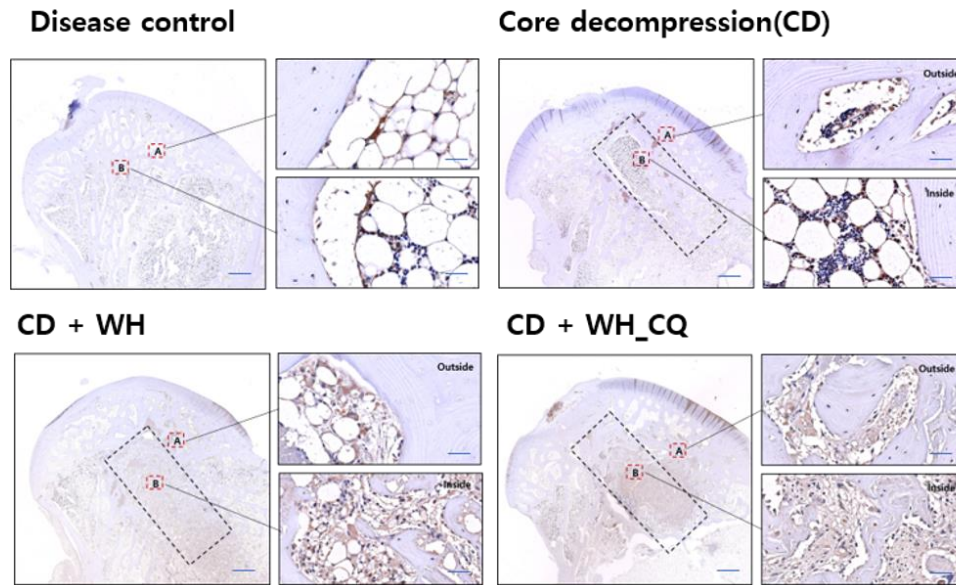 Disease control
Core decompression(CD)
A
B
Outside
A
B
Inside
CD + WH
CD + WH_CQ
Outside
A
B
Inside
Outside
A
B
Inside